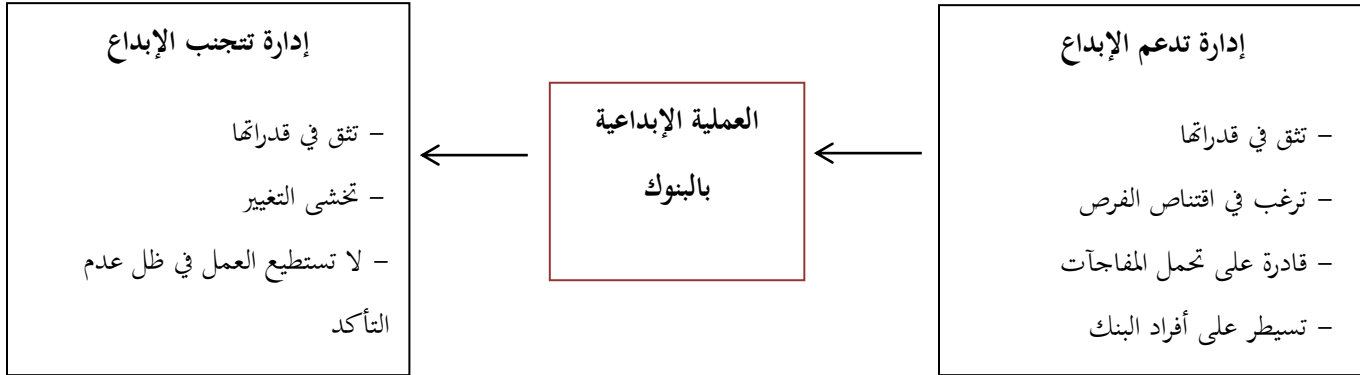 إدارة تدعم الإبداع
– تثق في قدراتها
– ترغب في اقتناص الفرص
– قادرة على تحمل المفاجآت
– تسيطر على أفراد البنك
العملية الإبداعية
بالبنوك
إدارة تتجنب الإبداع
– تثق في قدراتها
– تخشى التغيير
– لا تستطيع العمل في ظل عدم
التأكد